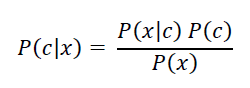 P(c|x) = P(x|c) P(c) / P(x)